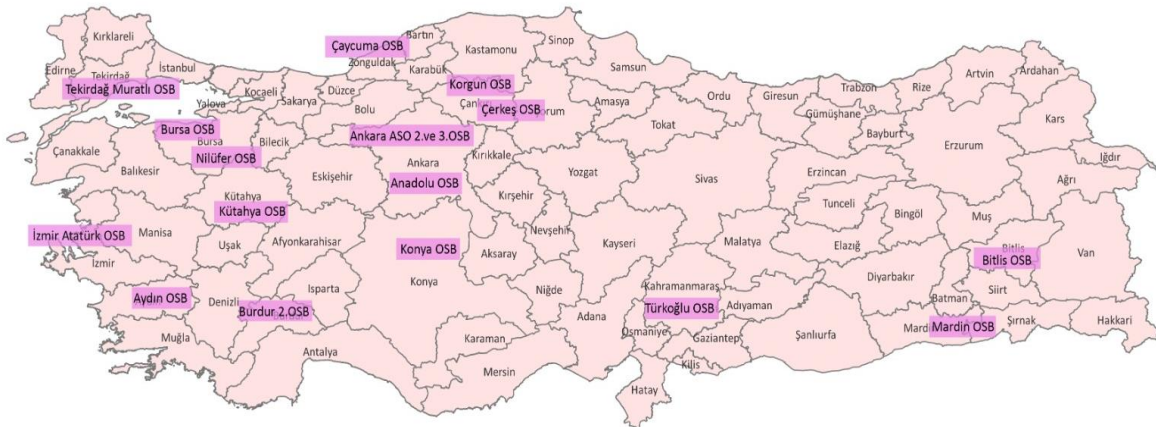 Kırklareli
Edirne
Tekirdağ
İstanbul
Tekirdağ Muratlı OSB
Yalova
Kocaeli
Sakarya
Düzce
Bolu
Çaycuma OSB
Zonguldak
Bartın
Karabük
Kastamonu
Sinop
Korgun OSB
Çerkeş OSB
Samsun
Amasya
Tokat
Ordu
Giresun
Trabzon
Gümüşhane
Bayburt
Rize
Artvin
Ardahan
Kars
Iğdır
Ağrı
Erzurum
Erzincan
Tunceli
Bingöl
Muş
Bursa OSB
Bursa
Nilüfer OSB
Bilecik
Çanakkale
Balıkesir
Kütahya
Kütahya OSB
Eskişehir
Ankara ASO 2.ve 3.OSB
Ankara
Anadolu OSB
Kırıkkale
Kırşehir
Yozgat
Sivas
İzmir Atatürk OSB
İzmir
Manisa
Uşak
Afyonkarahisar
Konya OSB
Konya
Aksaray
Nevşehir
Kayseri
Malatya
Elazığ
Diyarbakır
Bitlis
Bitlis OSB
Van
Siirt
Batman
Aydın OSB
Denizli
Isparta
Burdur 2.OSB
Muğla
Antalya
Karaman
Mersin
Niğde
Adana
Kahramanmaraş
Türkoğlu OSB
Adıyaman
Osmaniye
Gaziantep
Kilis
Hatay
Şanlıurfa
Mardin OSB
Şırnak
Hakkari